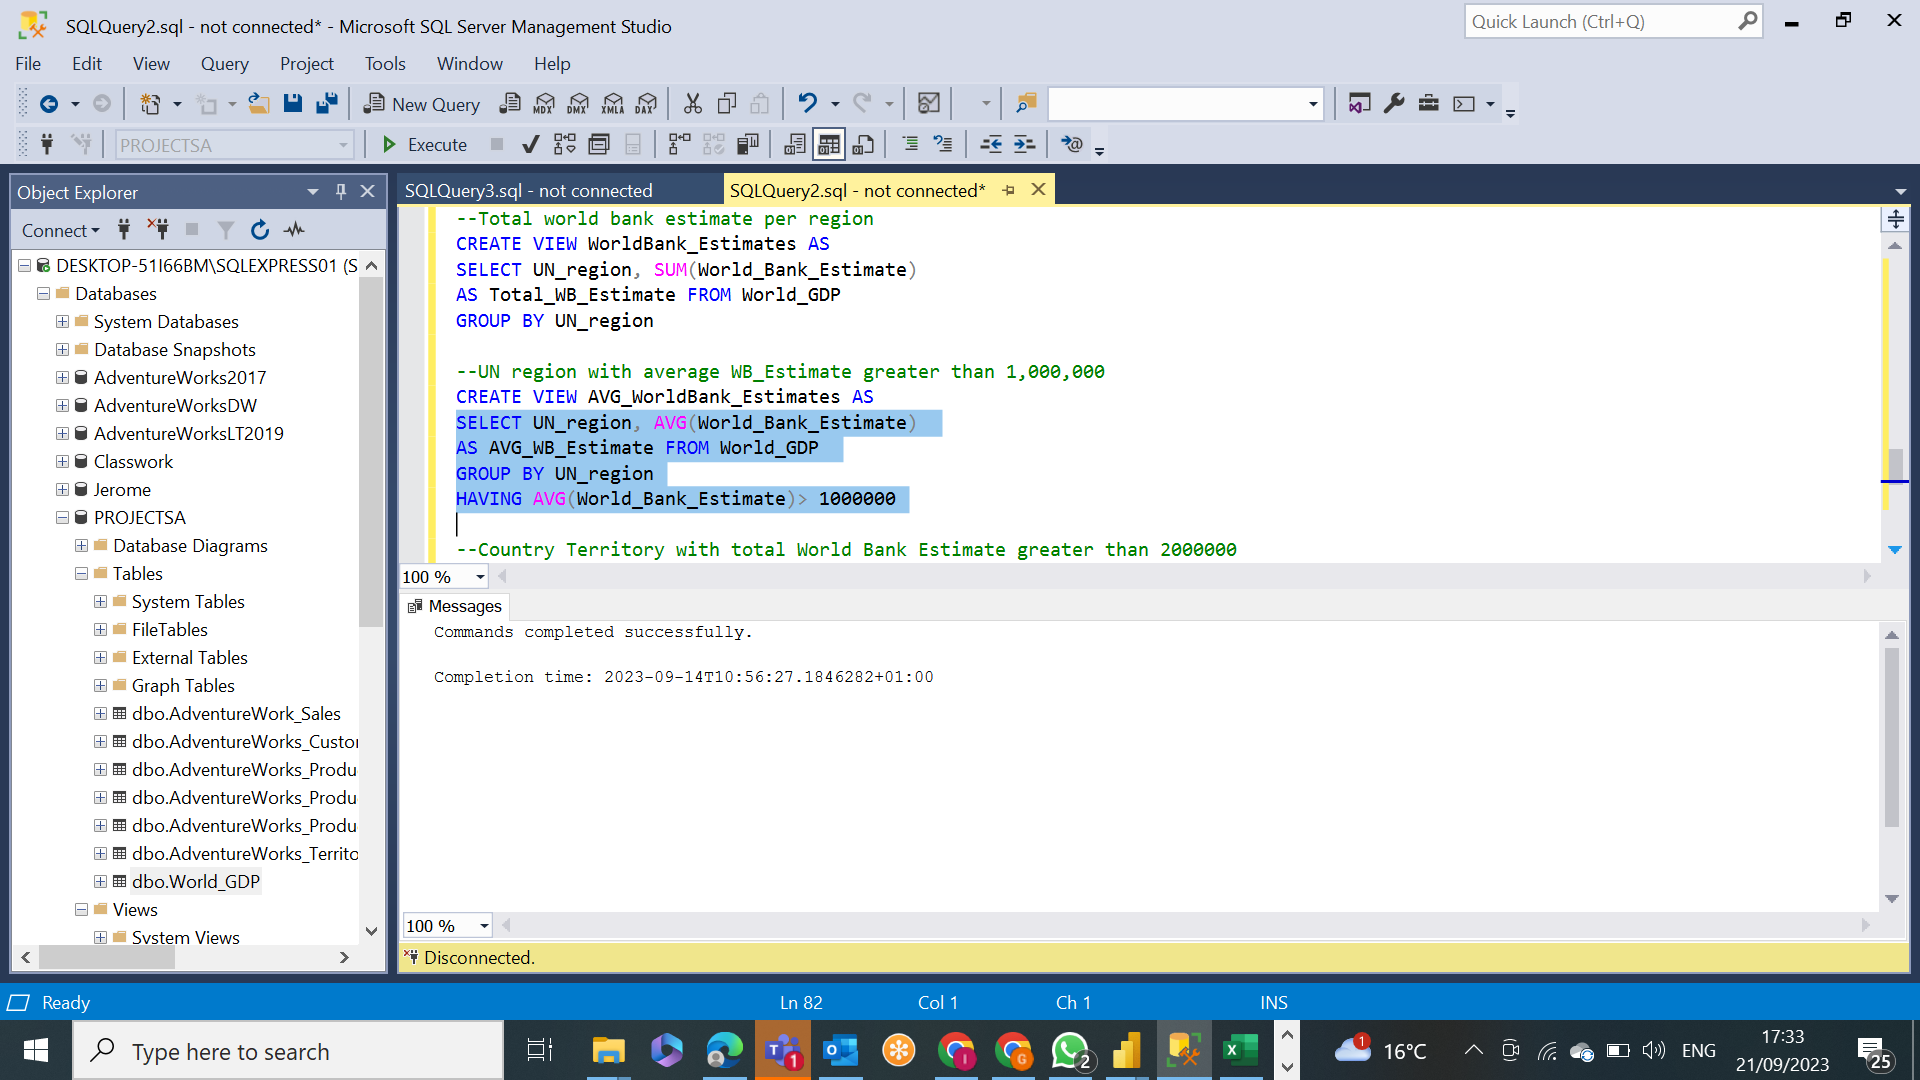 SQLQuery2.sql - not connected* - Microsoft SQL Server Management Studio
Quick Launch (Ctrl+Q)
File Edit View Query Project Tools Window Help
New Query MDX DMX XMLA DAX
PROJECTSA Execute
Object Explorer
Connect
DESKTOP-51I66BM\SQLEXPRESS01 (S
Databases
System Databases
Database Snapshots
AdventureWorks2017
AdventureWorksDW
AdventureWorksLT2019
Classwork
Jerome
PROJECTSA
Database Diagrams
Tables
System Tables
FileTables
External Tables
Graph Tables
dbo.AdventureWork_Sales
dbo.AdventureWorks_Custor
dbo.AdventureWorks_Produ
dbo.AdventureWorks_Produ
dbo.AdventureWorks_Produ
dbo.AdventureWorks_Territo
dbo.World_GDP
Views
System Views
SQLQuery3.sql - not connected
SQLQuery2.sql - not connected*
--Total world bank estimate per region
CREATE VIEW WorldBank_Estimates AS
SELECT UN_region, SUM(World_Bank_Estimate)
AS Total_WB_Estimate FROM World_GDP
GROUP BY UN_region
--UN region with average WB_Estimate greater than 1,000,000
CREATE VIEW AVG_WorldBank_Estimates AS
SELECT UN_region, AVG(World_Bank_Estimate)
AS AVG_WB_Estimate FROM World_GDP
GROUP BY UN_region
HAVING AVG(World_Bank_Estimate)> 1000000
--Country Territory with total World Bank Estimate greater than 2000000
100 %
Messages
Commands completed successfully.
Completion time: 2023-09-14T10:56:27.1846282+01:00
100 %
Disconnected.
Ready Ln 82 Col 1 Ch 1 INS
Type here to search
1
I
G
2
1
16°C
ENG
17:33
21/09/2023
25